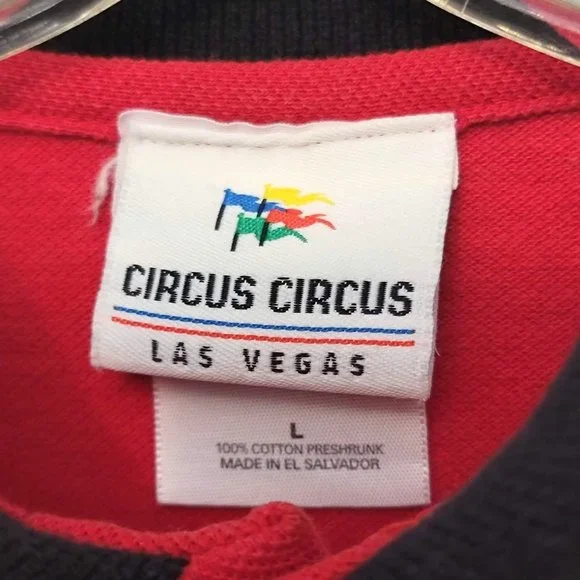 CIRCUS CIRCUS
LAS VEGAS
L
100% COTTON PRESHRUNK
MADE IN EL SALVADOR